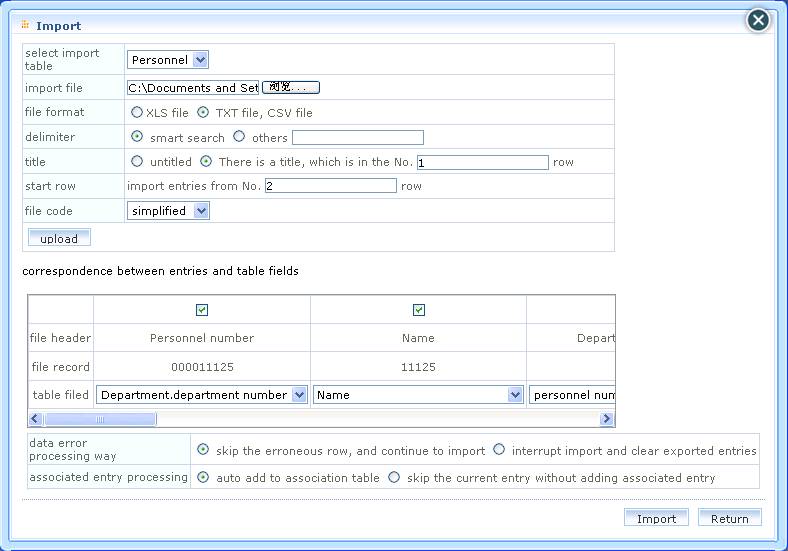 Import
select import
table
Personnel
import file
C:\Documents and Set
浏览...
file format
XLS file
TXT file, CSV file
delimiter
smart search
others
title
untitled
There is a title, which is in the No. 1 row
start row
import entries from No. 2 row
file code
simplified
upload
correspondence between entries and table fields
file header
Personnel number
Name
Depart
file record
000011125
11125
table filed
Department.department number
Name
personnel num
data error
processing way
skip the erroneous row, and continue to import
interrupt import and clear exported entries
associated entry processing
auto add to association table
skip the current entry without adding associated entry
Import
Return